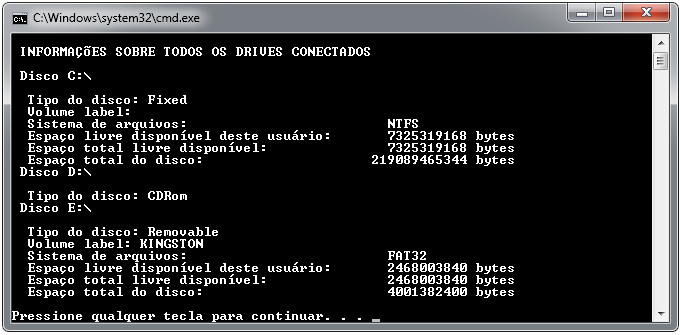 C:\Windows\system32\cmd.exe
INFORMAÇÕES SOBRE TODOS OS DRIVES CONECTADOS
Disco C:\
Tipo do disco: Fixed
Volume label:
Sistema de arquivos: NTFS
Espaço livre disponível deste usuário: 7325319168 bytes
Espaço total livre disponível: 7325319168 bytes
Espaço total do disco: 219089465344 bytes
Disco D:\
Tipo do disco: CDRom
Disco E:\
Tipo do disco: Removable
Volume label: KINGSTON
Sistema de arquivos: FAT32
Espaço livre disponível deste usuário: 2468003840 bytes
Espaço total livre disponível: 2468003840 bytes
Espaço total do disco: 4001382400 bytes
Pressione qualquer tecla para continuar. . . _